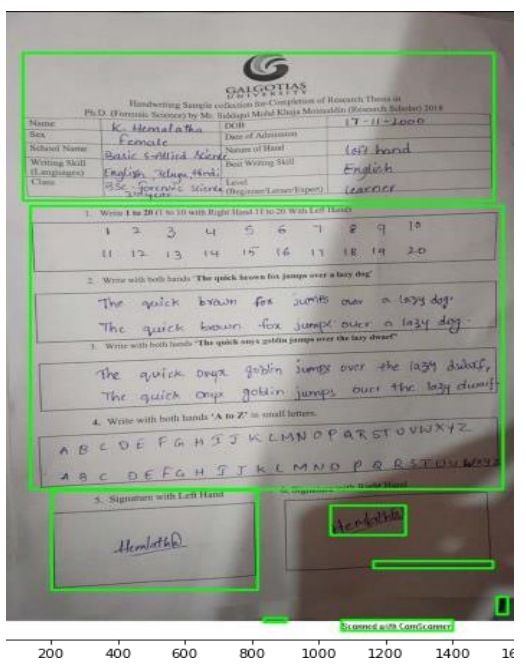 GALGOTIAS
UNIVERSITY
Handwriting Sample collection for Completion of Research Thesis in
Ph.D. (Forensic Science) by Mr. Siddiqui Mohd Khaja Moinuddin (Research Scholar) 2018
Name K. Hemalatha DOB 17-11-2000
Sex Female Date of Admission
School Name Basic & Allied Science Nature of Hand left hand
Writing Skill (Languages) English, Telugu, Hindi Best Writing Skill English
Class BSc. Forensic Science Level (Beginner/Learner/Expert) Learner
1. Write 1 to 20 (1 to 10 with Right Hand 11 to 20 With Left Hand)
1 2 3 4 5 6 7 8 9 10
11 12 13 14 15 16 17 18 19 20
2. Write with both hands 'The quick brown fox jumps over a lazy dog'
The quick brown fox jumps over a lazy dog.
The quick brown fox jumps over a lazy dog.
3. Write with both hands 'The quick onyx goblin jumps over the lazy dwarf'
The quick onyx goblin jumps over the lazy dwarf,
The quick onyx goblin jumps over the lazy dwarf
4. Write with both hands 'A to Z' in small letters.
A B C D E F G H I J K L M N O P Q R S T U V W X Y Z
A B C D E F G H I J K L M N O P Q R S T U V W X Y Z
5. Signature with Left Hand 6. Signature with Right Hand
Hemlatha Hemlatha
Scanned with CamScanner
200 400 600 800 1000 1200 1400